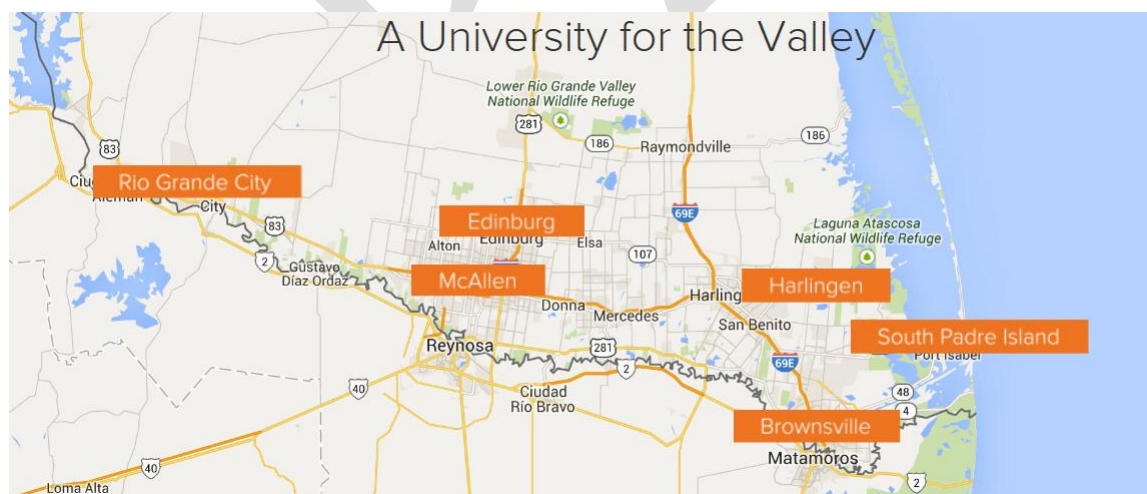 A University for the Valley
Lower Rio Grande Valley
National Wildlife Refuge
281
186
186
Raymondville
83
Rio Grande City
City
83
Edinburg
Alton
Edinburg
Elsa
69E
107
Laguna Atascosa
National Wildlife Refuge
2
Gustavo
Díaz Ordaz
McAllen
Harlingen
Donna
Mercedes
San Benito
South Padre Island
Port Isabel
Reynosa
281
2
69E
40
Ciudad
Río Bravo
48
4
Brownsville
Matamoros
40
2
Loma Alta